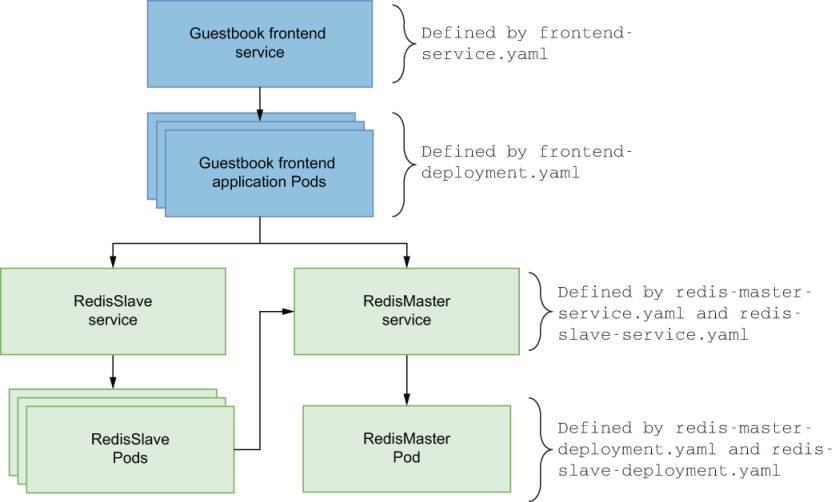 Guestbook frontend
service
Defined by frontend-
service.yaml
Guestbook frontend
application Pods
Defined by frontend-
deployment.yaml
RedisSlave
service
RedisMaster
service
Defined by redis-master-
service.yaml and redis-
slave-service.yaml
RedisSlave
Pods
RedisMaster
Pod
Defined by redis-master-
deployment.yaml and redis-
slave-deployment.yaml